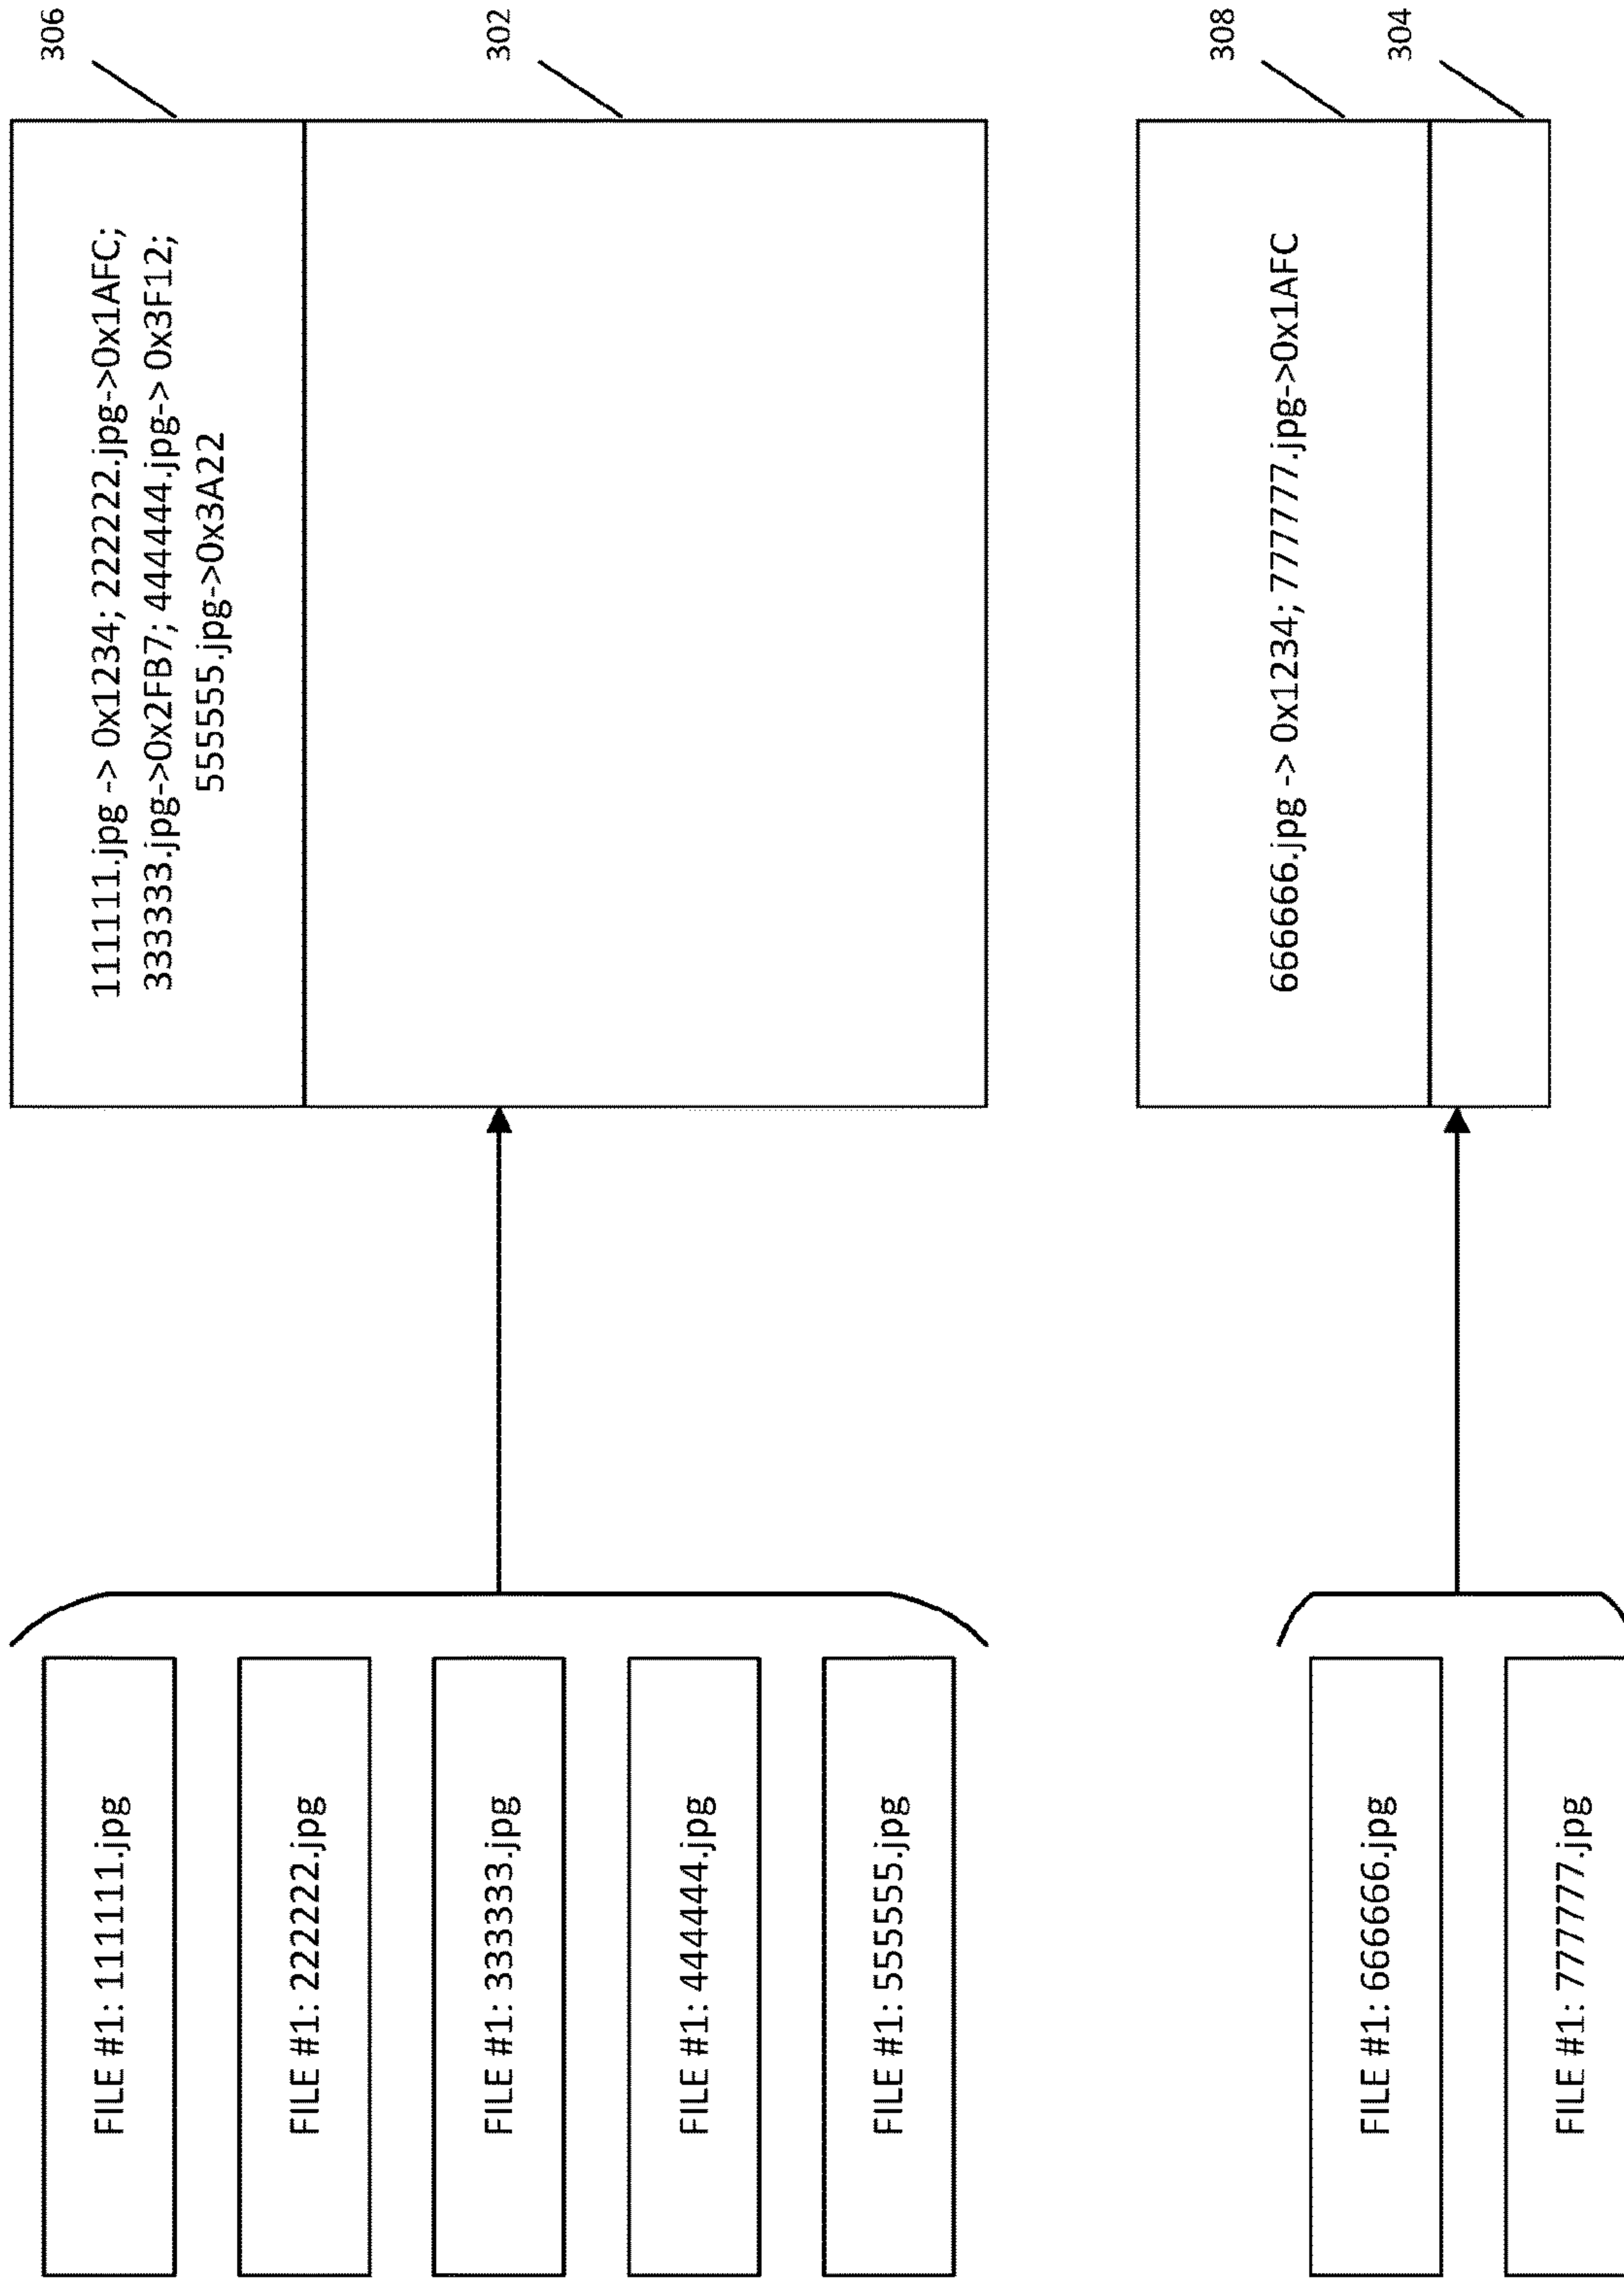 FILE #1: 111111.jpg
FILE #1: 222222.jpg
FILE #1: 333333.jpg
FILE #1: 444444.jpg
FILE #1: 555555.jpg
111111.jpg -> 0x1234; 222222.jpg->0x1AFC;
333333.jpg->0x2FB7; 444444.jpg-> 0x3F12;
555555.jpg->0x3A22
306
302
FILE #1: 666666.jpg
FILE #1: 777777.jpg
666666.jpg -> 0x1234; 777777.jpg->0x1AFC
308
304